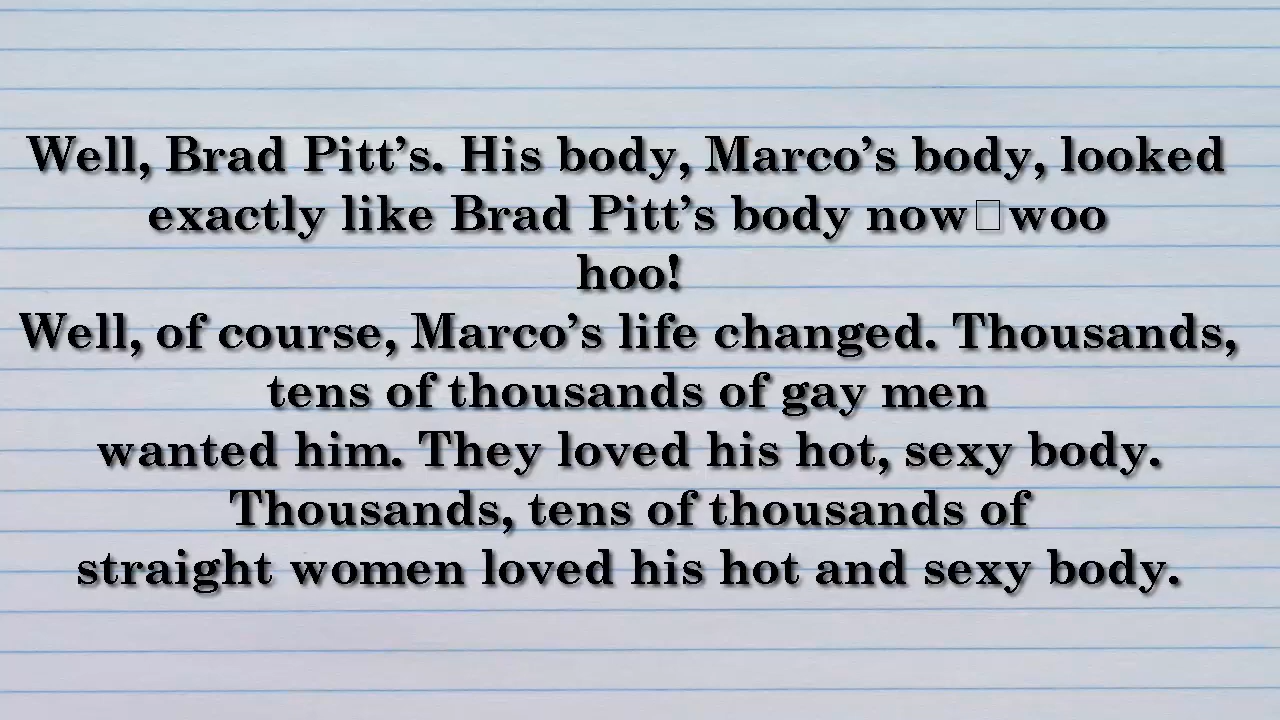 Well, Brad Pitt’s. His body, Marco’s body, looked
exactly like Brad Pitt’s body now□woo
hoo!
Well, of course, Marco’s life changed. Thousands,
tens of thousands of gay men
wanted him. They loved his hot, sexy body.
Thousands, tens of thousands of
straight women loved his hot and sexy body.